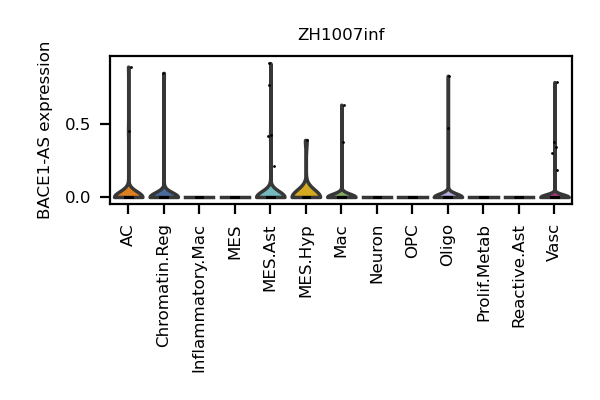 ZH1007inf
BACE1-AS expression
0.5
0.0
AC
Chromatin.Reg
Inflammatory.Mac
MES
MES.Ast
MES.Hyp
Mac
Neuron
OPC
Oligo
Prolif.Metab
Reactive.Ast
Vasc